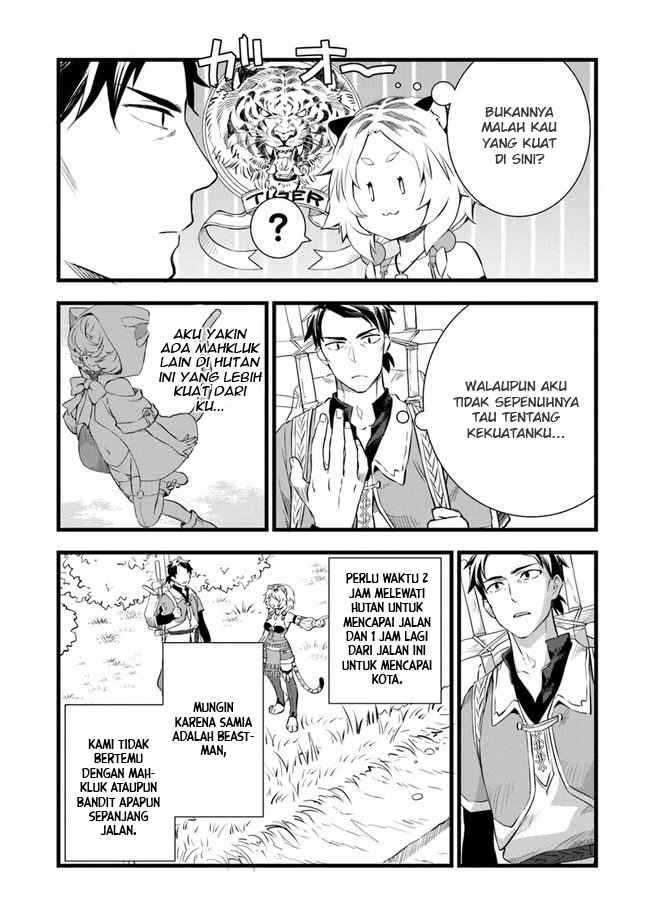 ガオー
BUKANNYA
MALAH KAU
YANG KUAT
DI SINI?
TIGER
?
WALAUPUN AKU
TIDAK SEPENUHNYA
TAU TENTANG
KEKUATANKU...
AKU YAKIN
ADA MAHKLUK
LAIN DI HUTAN
INI YANG LEBIH
KUAT DARI
KU...
PERLU WAKTU 2
JAM MELEWATI
HUTAN UNTUK
MENCAPAI JALAN
DAN 1 JAM LAGI
DARI JALAN INI
UNTUK MENCAPAI
KOTA.
MUNGIN
KARENA SAMIA
ADALAH BEAST-
MAN,
KAMI TIDAK
BERTEMU
DENGAN MAH-
KLUK ATAUPUN
BANDIT APAPUN
SEPANJANG
JALAN.